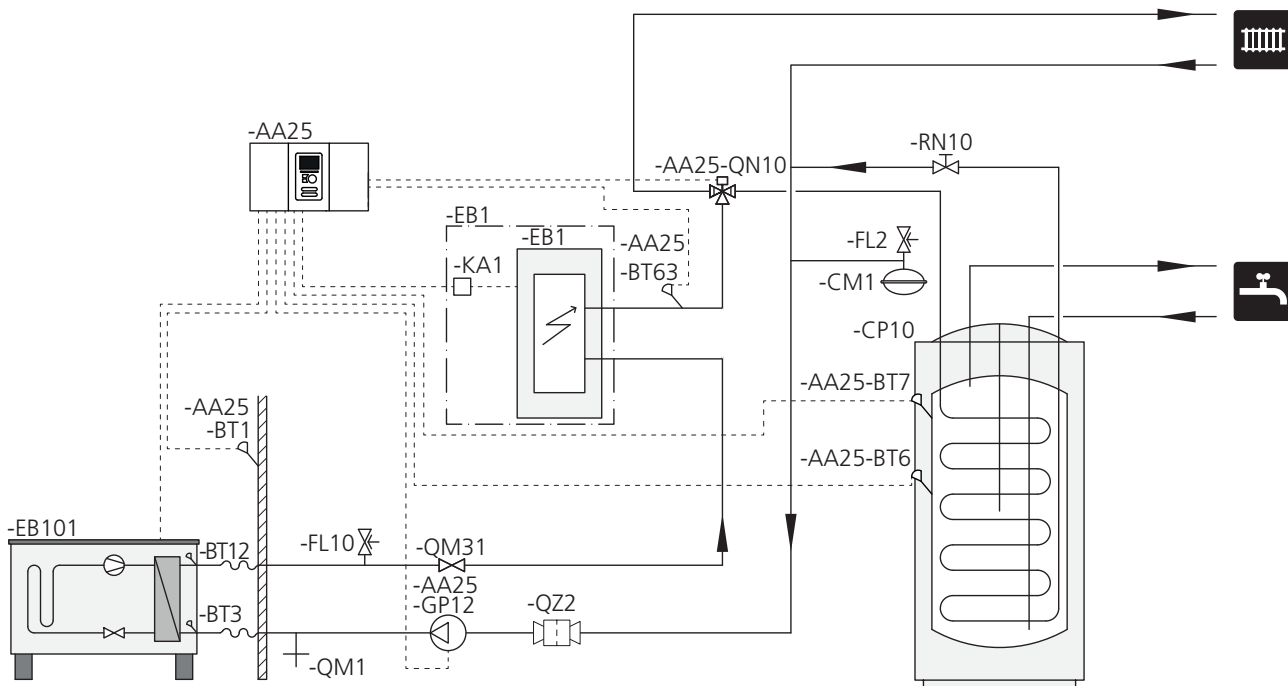 -AA25
-AA25-QN10
-RN10
-EB1
-EB1
-AA25
-BT63
-KA1
-FL2
-CM1
-CP10
-AA25-BT7
-AA25
-BT1
-AA25-BT6
-EB101
-BT12
-FL10
-QM31
-AA25
-GP12
-QZ2
-BT3
-QM1